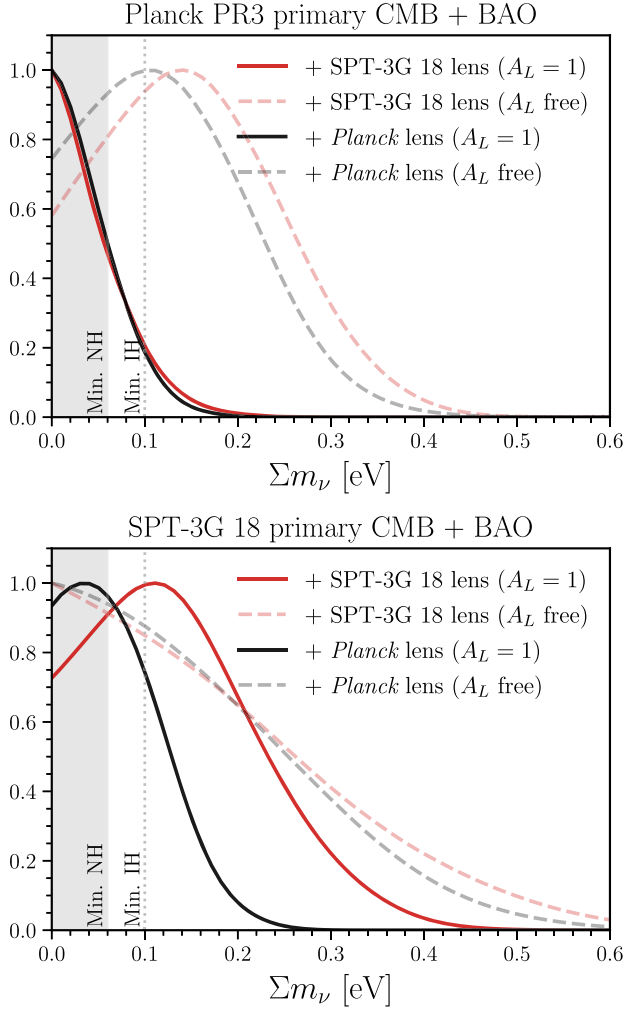 Planck PR3 primary CMB + BAO
+ SPT-3G 18 lens (A_L = 1)
+ SPT-3G 18 lens (A_L free)
+ Planck lens (A_L = 1)
+ Planck lens (A_L free)
1.0
0.8
0.6
0.4
0.2
0.0
Min. NH
Min. IH
0.0 0.1 0.2 0.3 0.4 0.5 0.6
Σm_ν [eV]
SPT-3G 18 primary CMB + BAO
+ SPT-3G 18 lens (A_L = 1)
+ SPT-3G 18 lens (A_L free)
+ Planck lens (A_L = 1)
+ Planck lens (A_L free)
1.0
0.8
0.6
0.4
0.2
0.0
Min. NH
Min. IH
0.0 0.1 0.2 0.3 0.4 0.5 0.6
Σm_ν [eV]